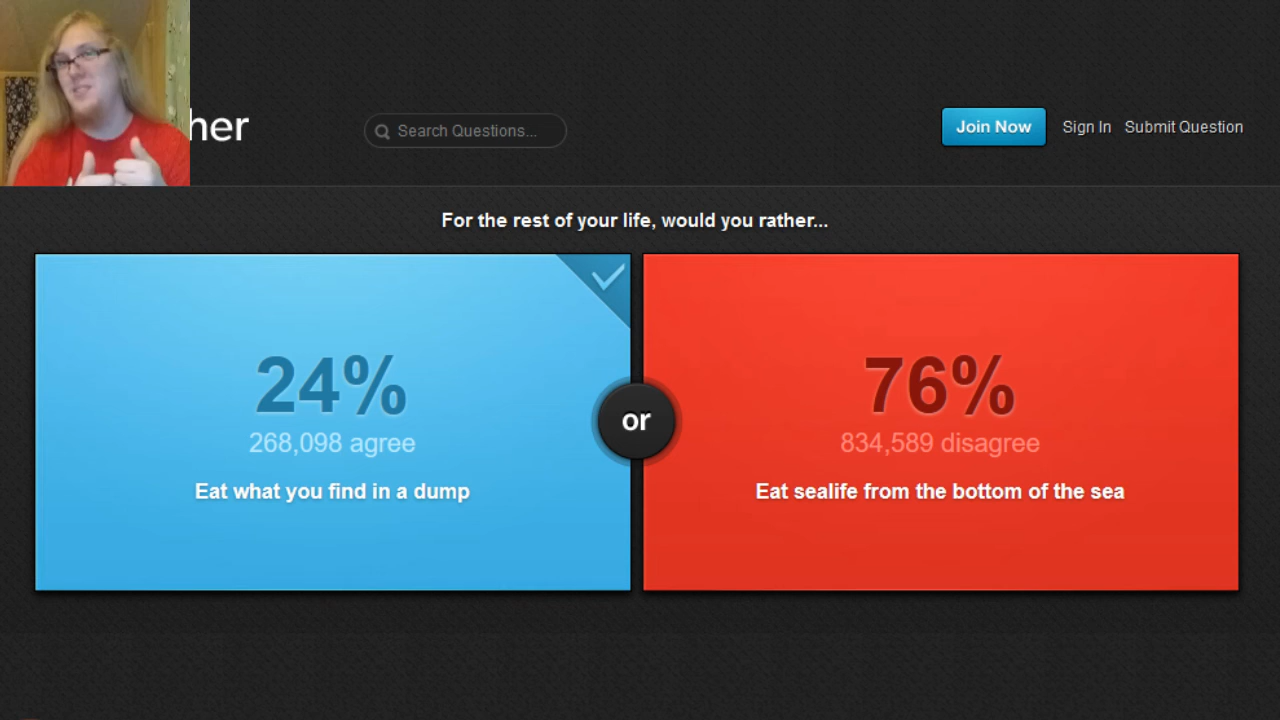 her
Search Questions...
Join Now
Sign In
Submit Question
For the rest of your life, would you rather...
24%
268,098 agree
Eat what you find in a dump
or
76%
834,589 disagree
Eat sealife from the bottom of the sea